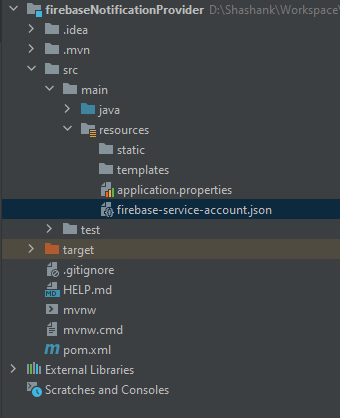 firebaseNotificationProvider D:\Shashank\Workspace\
.idea
.mvn
src
main
java
resources
static
templates
application.properties
firebase-service-account.json
test
target
.gitignore
HELP.md
mvnw
mvnw.cmd
pom.xml
External Libraries
Scratches and Consoles